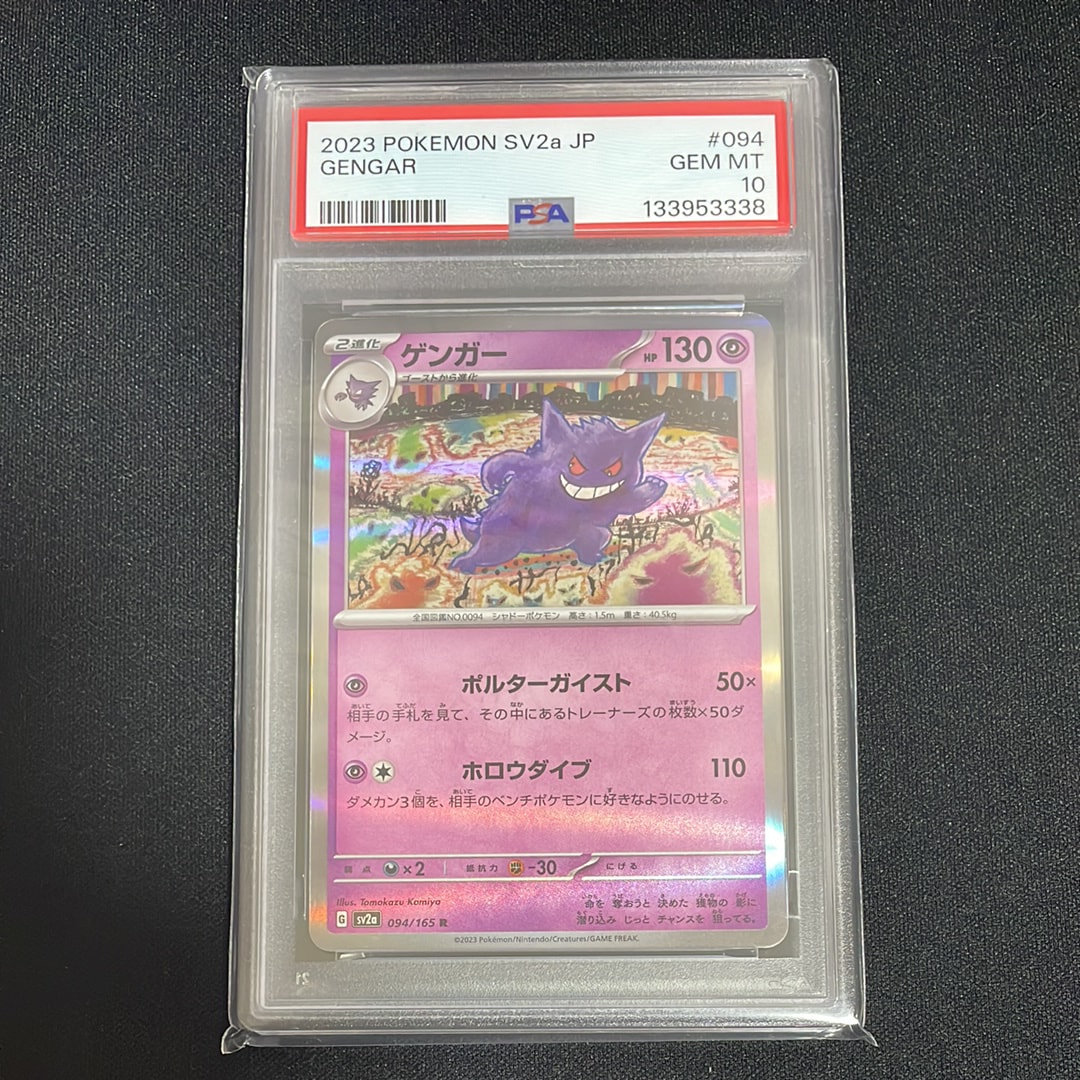 2023 POKEMON SV2a JP #094
GENGAR GEM MT
10
PSA 133953338
2進化 ゲンガー HP 130
ゴーストから進化
全国図鑑NO.0094 シャドーポケモン 高さ:1.5m 重さ:40.5kg
ポルターガイスト 50×
相手の手札を見て、その中にあるトレーナーズの枚数×50ダ
メージ。
ホロウダイブ 110
ダメカン3個を、相手のベンチポケモンに好きなようにのせる。
弱点 ×2 抵抗力 -30 にげる
Illus. Tomokazu Komiya
命を 奪おうと 決めた 獲物の 影に
潜り込み じっと チャンスを 狙ってる。
G sv2a 094/165 R
©2023 Pokémon/Nintendo/Creatures/GAME FREAK.